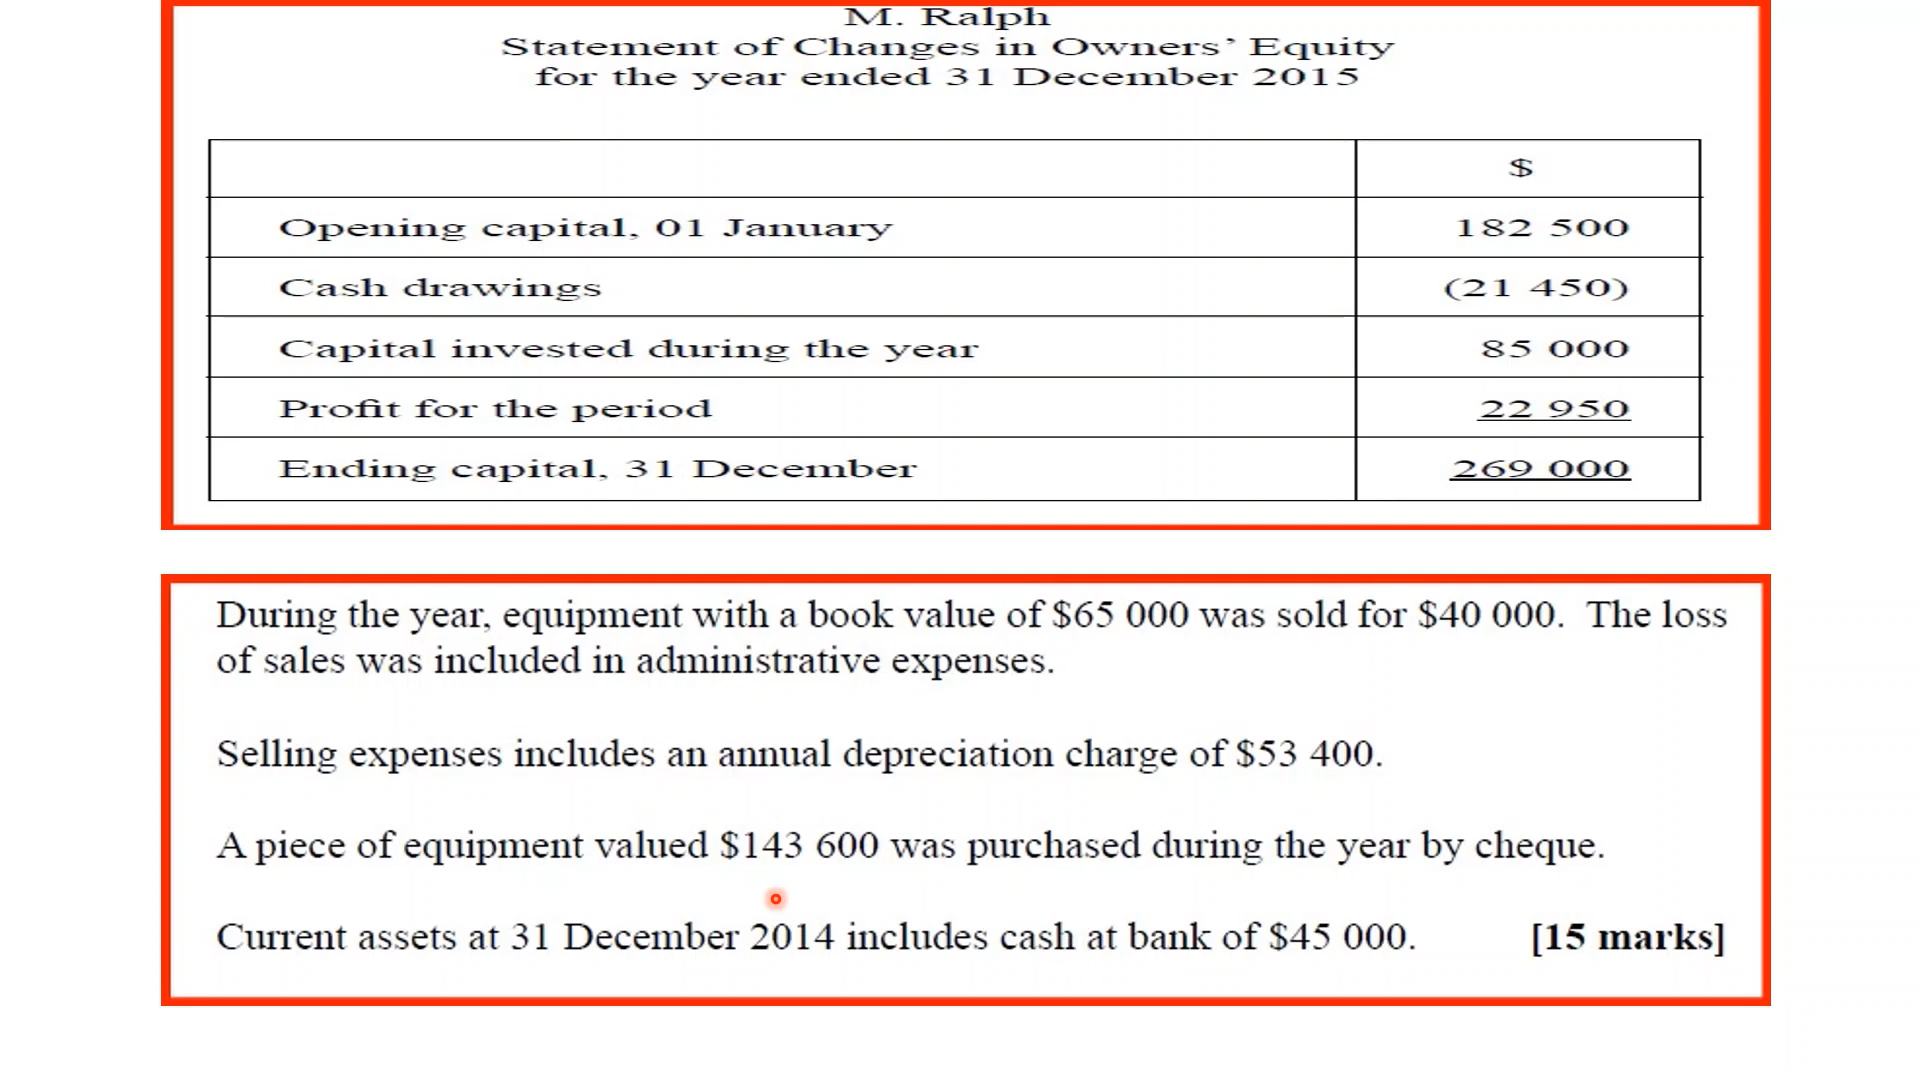 M. Ralph
Statement of Changes in Owners’ Equity
for the year ended 31 December 2015
$
Opening capital, 01 January 182 500
Cash drawings (21 450)
Capital invested during the year 85 000
Profit for the period 22 950
Ending capital, 31 December 269 000
During the year, equipment with a book value of $65 000 was sold for $40 000. The loss
of sales was included in administrative expenses.
Selling expenses includes an annual depreciation charge of $53 400.
A piece of equipment valued $143 600 was purchased during the year by cheque.
Current assets at 31 December 2014 includes cash at bank of $45 000. [15 marks]